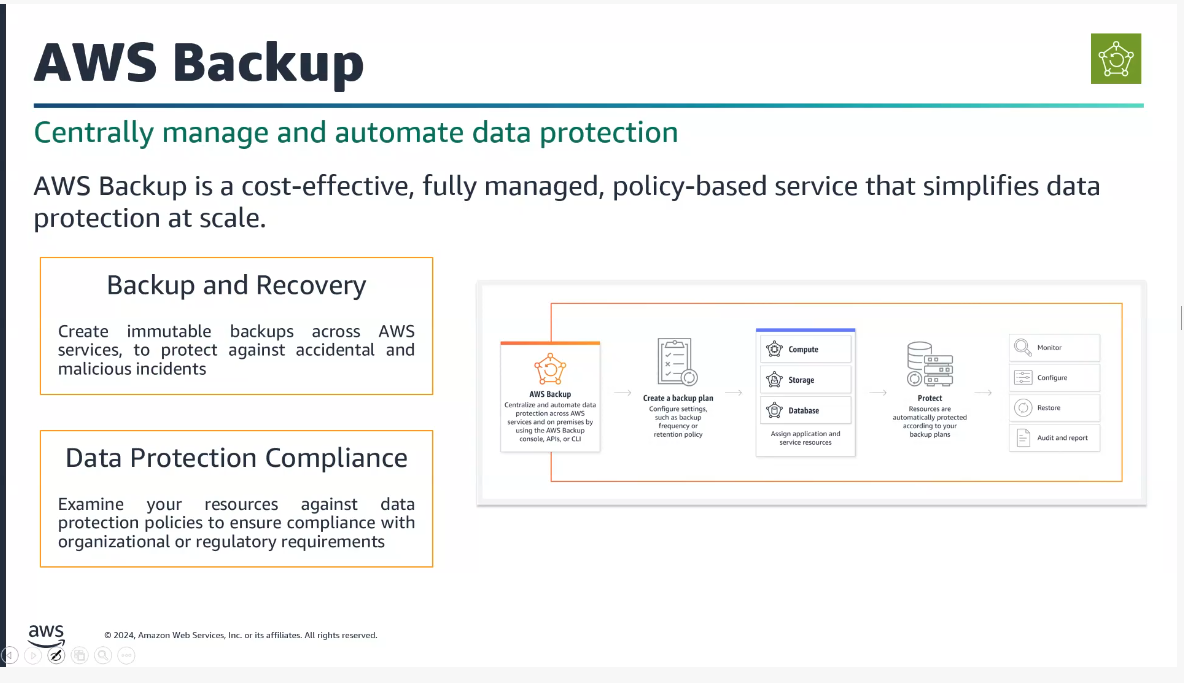 AWS Backup
Centrally manage and automate data protection
AWS Backup is a cost-effective, fully managed, policy-based service that simplifies data
protection at scale.
Backup and Recovery
Create immutable backups across AWS
services, to protect against accidental and
malicious incidents
Data Protection Compliance
Examine your resources against data
protection policies to ensure compliance with
organizational or regulatory requirements
AWS Backup
Centralize and automate data
protection across AWS
services and on premises by
using the AWS Backup
console, APIs, or CLI
Create a backup plan
Configure settings,
such as backup
frequency or
retention policy
Compute
Storage
Database
Assign application and
service resources
Protect
Resources are
automatically protected
according to your
backup plans
Monitor
Configure
Restore
Audit and report
aws
© 2024, Amazon Web Services, Inc. or its affiliates. All rights reserved.